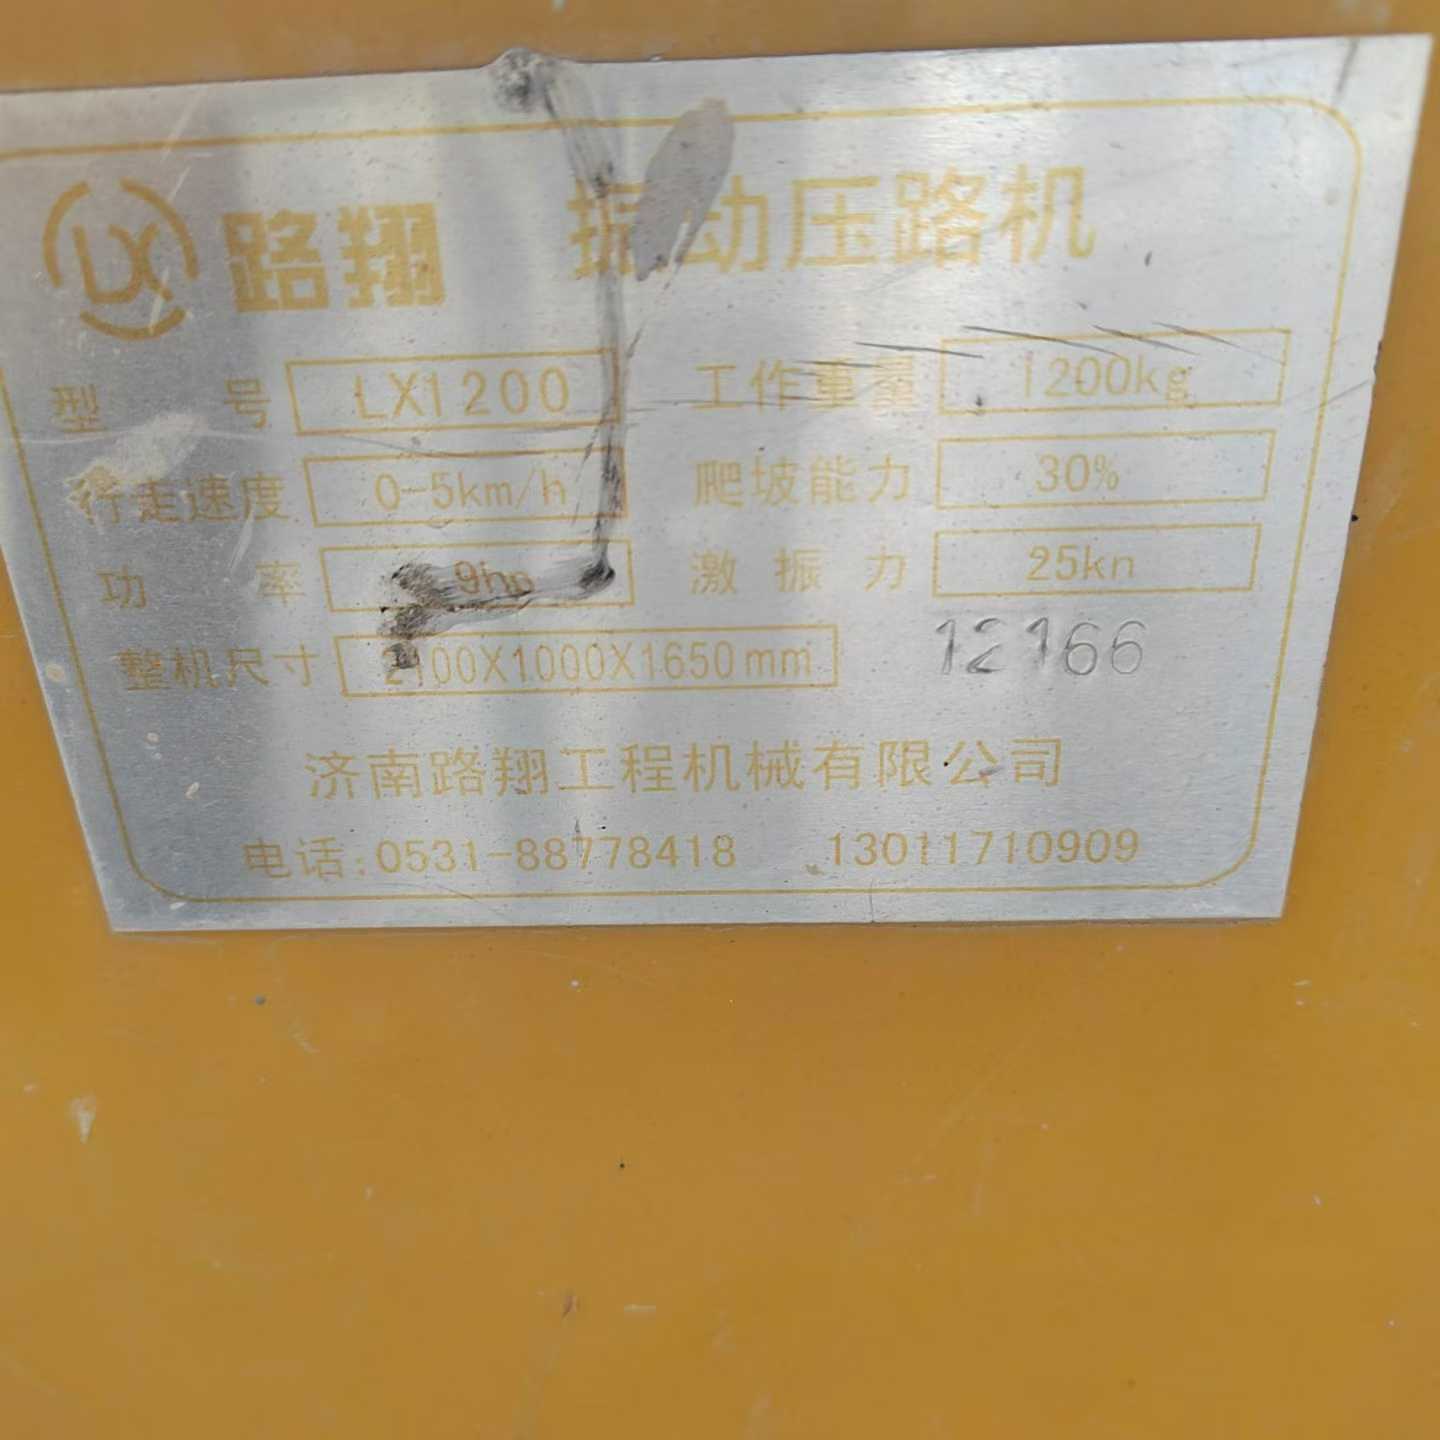 LX 路翔 振动压路机
型 号 LX1200 工作重量 1200kg
行走速度 0-5km/h 爬坡能力 30%
功 率 9hp 激振力 25kn
整机尺寸 2100X1000X1650mm 12166
济南路翔工程机械有限公司
电话:0531-88778418 13011710909